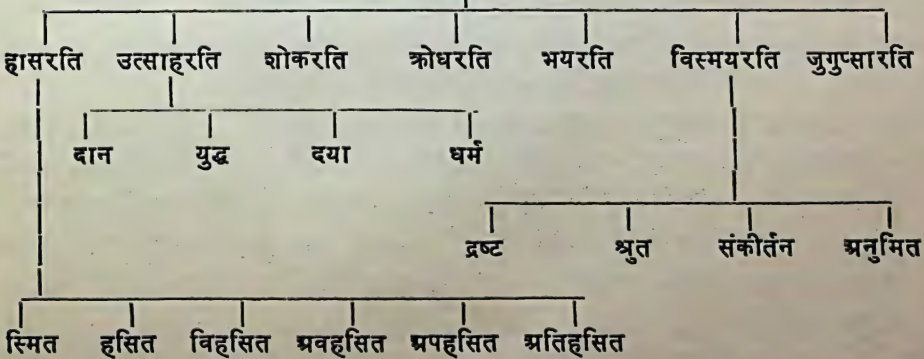 हासरति उत्साहरति शोकरति क्रोधरति भयरति विस्मयरति जुगुप्सारति
दान युद्ध दया धर्म
द्रष्ट श्रुत संकीर्तन अनुमित
स्मित हसित विहसित अवहसित अपहसित अतिहसित